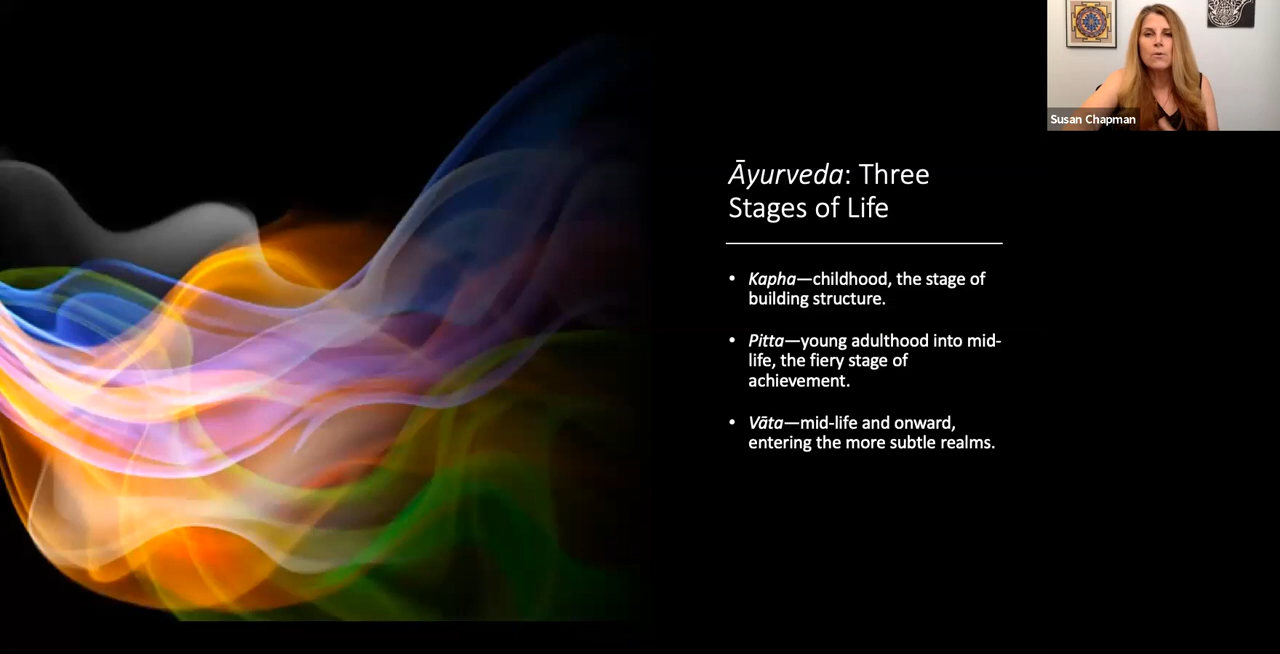 Susan Chapman
Āyurveda: Three
Stages of Life
• Kapha—childhood, the stage of
building structure.
• Pitta—young adulthood into mid-
life, the fiery stage of
achievement.
• Vāta—mid-life and onward,
entering the more subtle realms.